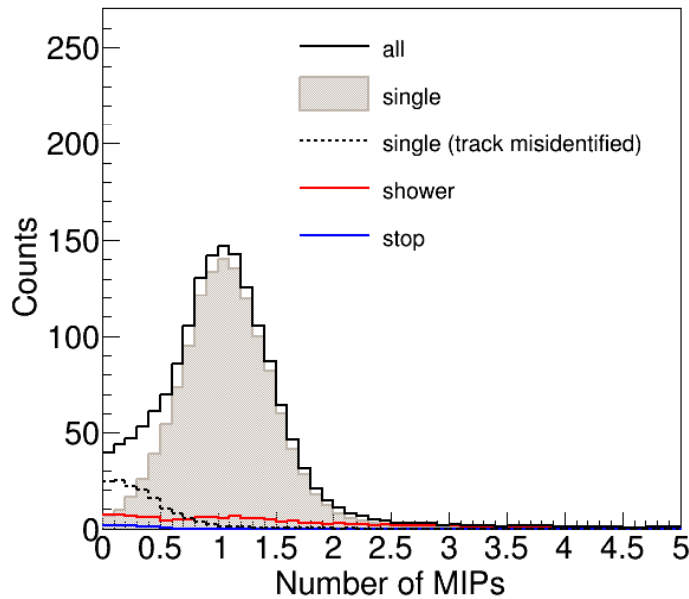 250
200
150
100
50
0
Counts
all
single
single (track misidentified)
shower
stop
0 0.5 1 1.5 2 2.5 3 3.5 4 4.5 5
Number of MIPs